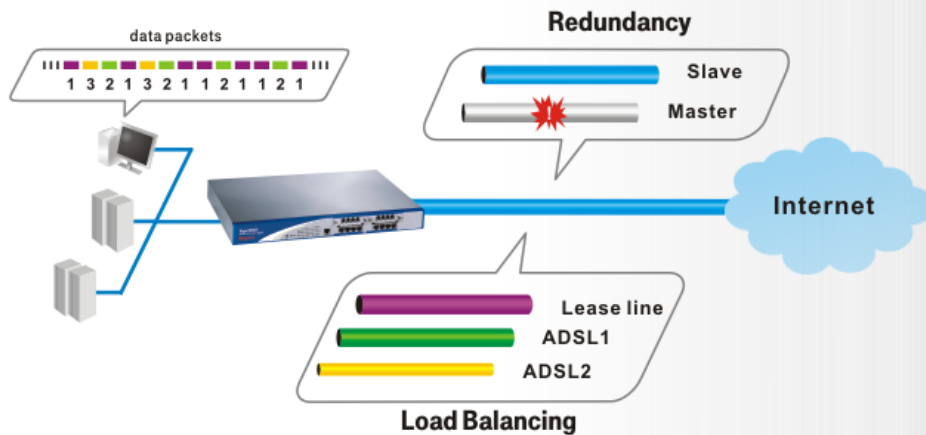 Redundancy
data packets
1 3 2 1 3 2 1 1 2 1 1 2 1
Slave
Master
!
Internet
Lease line
ADSL1
ADSL2
Load Balancing